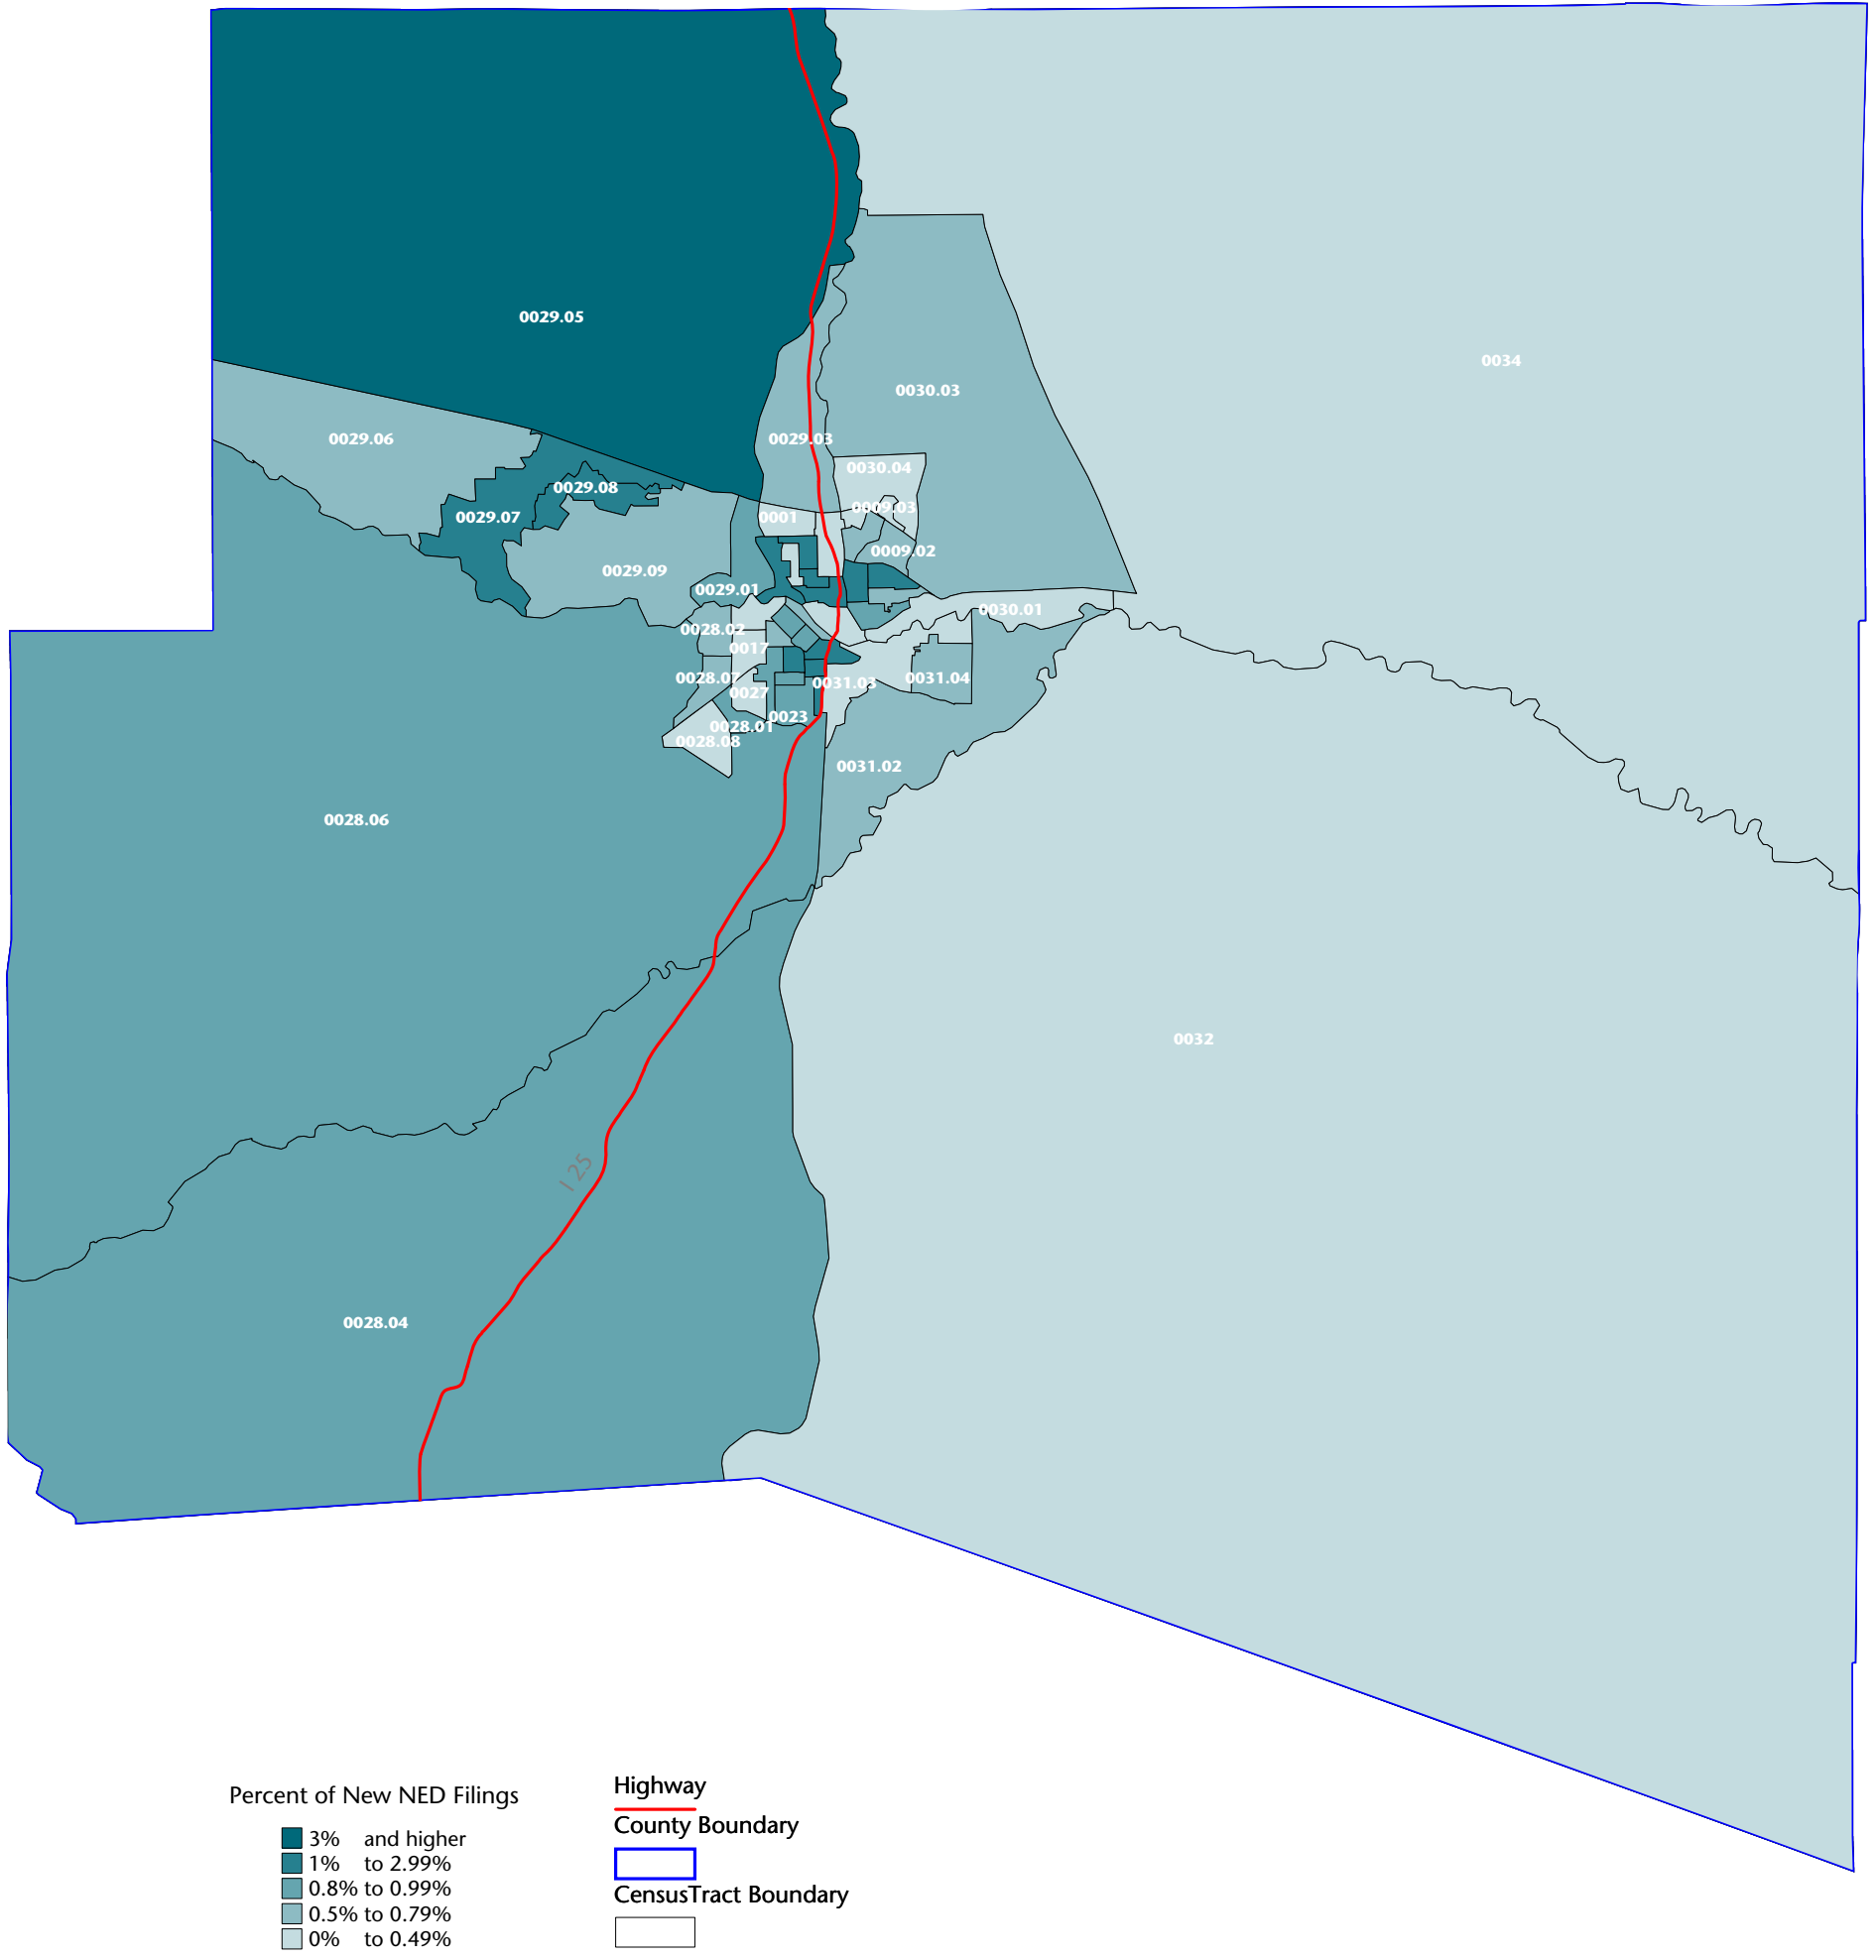 0029.05
0034
0030.03
0029.06
0029.03
0030.04
0029.08
0009.03
0029.07
0001
0009.02
0029.09
0029.01
0030.01
0028.02
0017
0028.07
0031.03
0031.04
0027
0023
0028.01
0028.08
0031.02
0028.06
0032
I 25
0028.04
Percent of New NED Filings
3% and higher
1% to 2.99%
0.8% to 0.99%
0.5% to 0.79%
0% to 0.49%
Highway
County Boundary
CensusTract Boundary